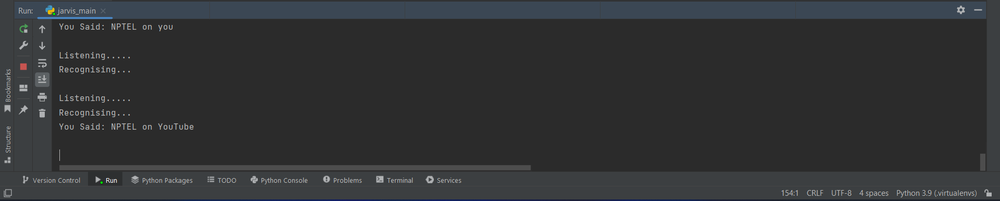 Run: jarvis_main
You Said: NPTEL on you
Listening.....
Recognising...
Listening.....
Recognising...
You Said: NPTEL on YouTube
Bookmarks
Structure
Version Control Run Python Packages TODO Python Console Problems Terminal Services
154:1 CRLF UTF-8 4 spaces Python 3.9 (.virtualenvs)